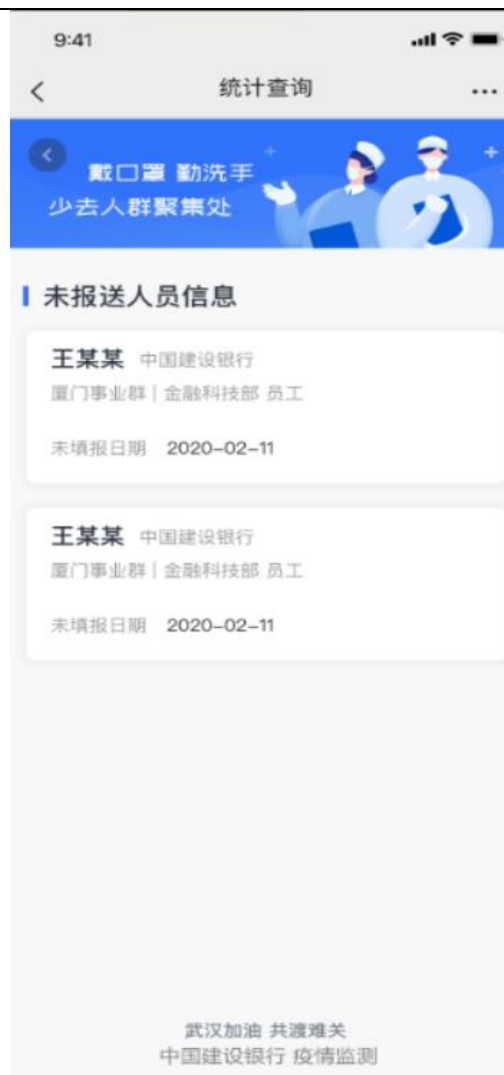 9:41
统计查询
戴口罩 勤洗手
少去人群聚集处
未报送人员信息
王某某 中国建设银行
厦门事业群 | 金融科技部 员工
未填报日期 2020-02-11
王某某 中国建设银行
厦门事业群 | 金融科技部 员工
未填报日期 2020-02-11
武汉加油 共渡难关
中国建设银行 疫情监测